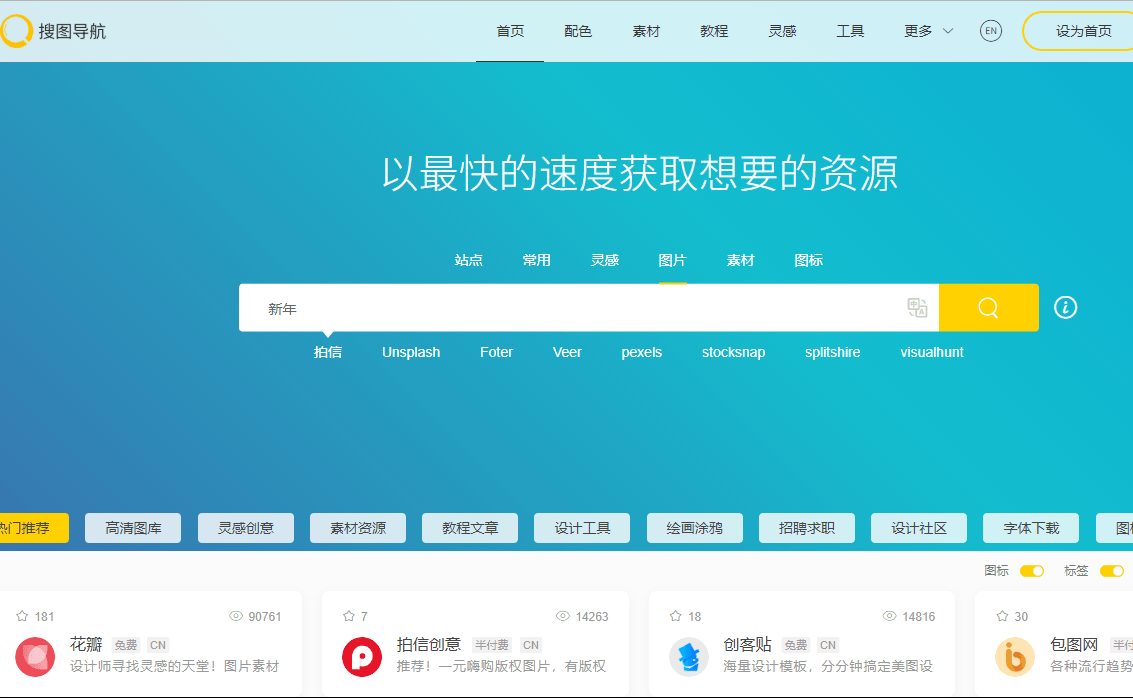 搜图导航 首页 配色 素材 教程 灵感 工具 更多 EN 设为首页
以最快的速度获取想要的资源
站点 常用 灵感 图片 素材 图标
新年
拍信 Unsplash Foter Veer pexels stocksnap splitshire visualhunt
热门推荐 高清图库 灵感创意 素材资源 教程文章 设计工具 绘画涂鸦 招聘求职 设计社区 字体下载 图标
图标 标签
181 90761 7 14263 18 14816 30
花瓣 免费 CN 拍信创意 半付费 CN 创客贴 免费 CN 包图网 半付
设计师寻找灵感的天堂！图片素材 推荐！一元嗨购版权图片，有版权 海量设计模板，分分钟搞定美图设 各种流行趋势